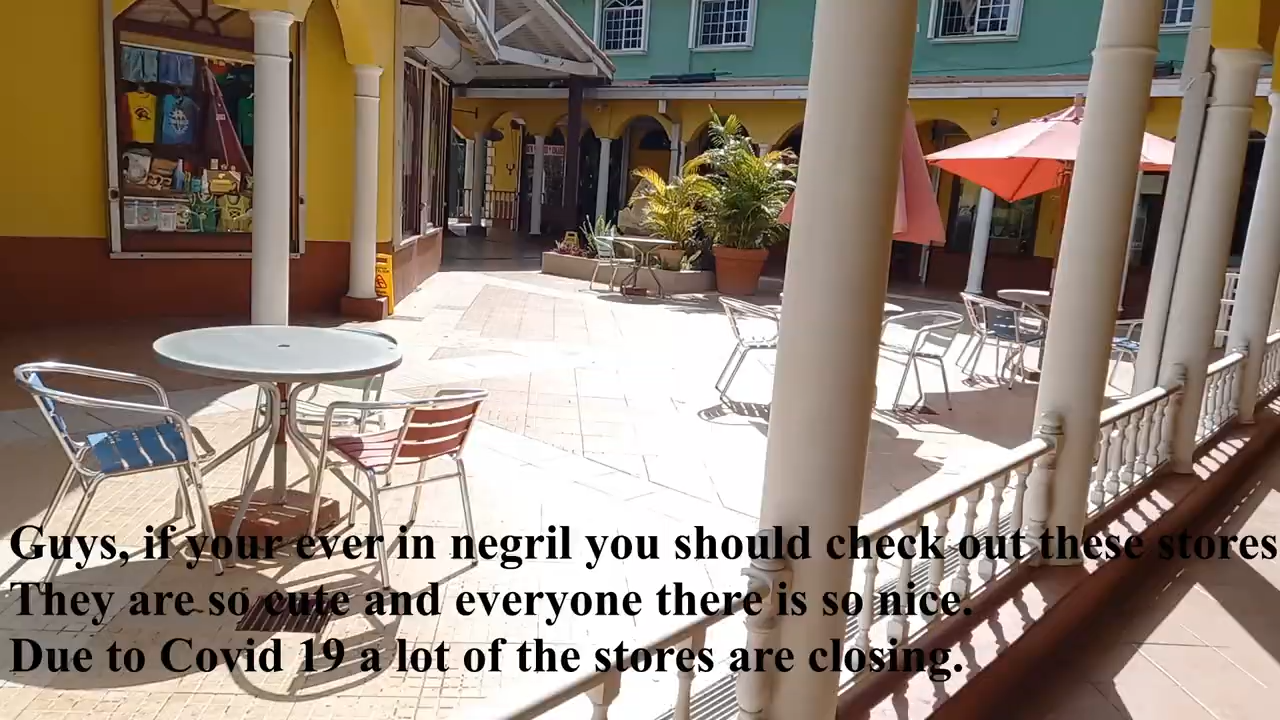 Guys, if your ever in negril you should check out these stores
They are so cute and everyone there is so nice.
Due to Covid 19 a lot of the stores are closing.